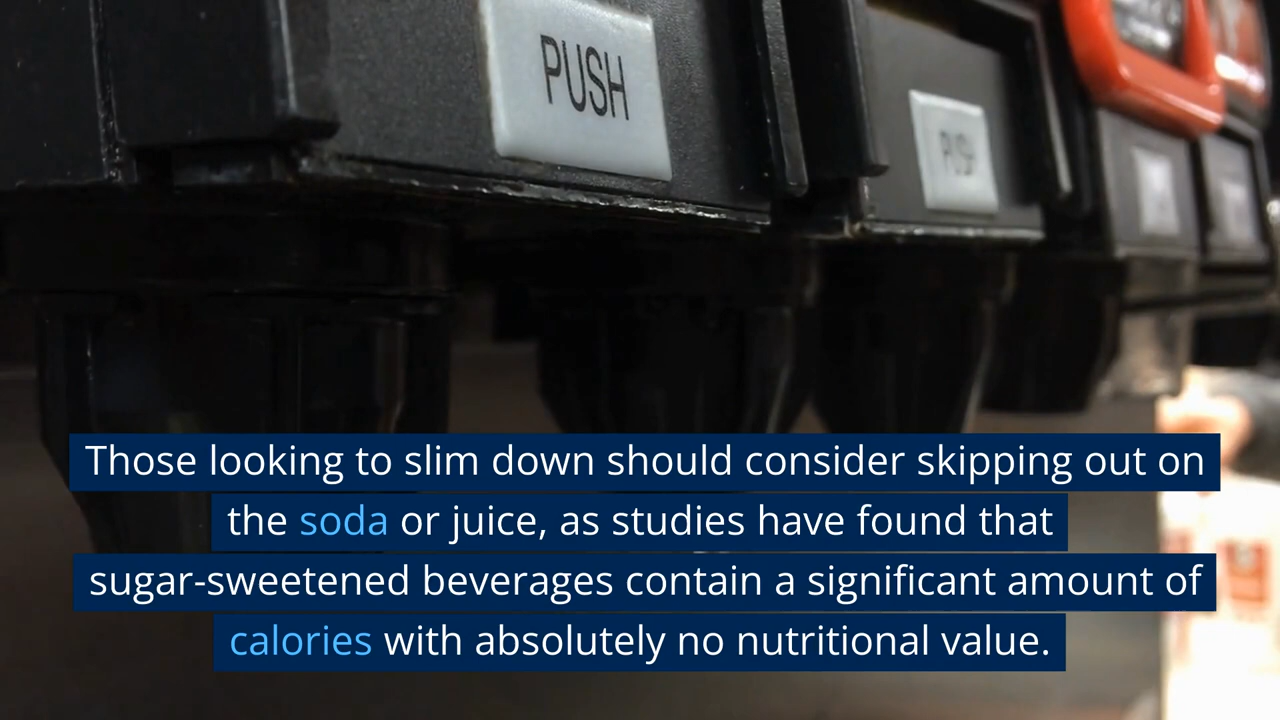 PUSH
PUSH
Those looking to slim down should consider skipping out on
the soda or juice, as studies have found that
sugar-sweetened beverages contain a significant amount of
calories with absolutely no nutritional value.